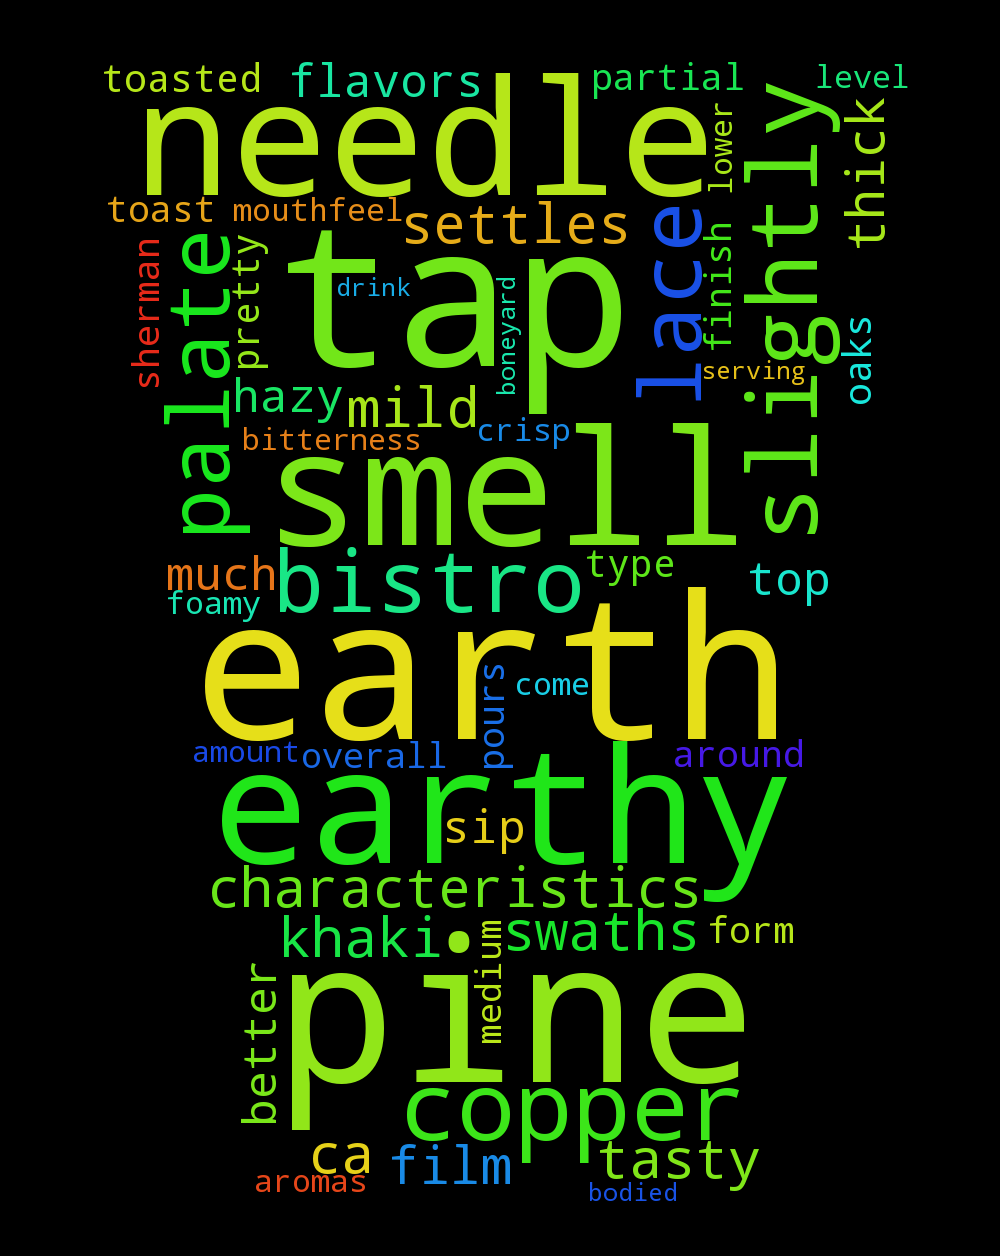 toasted
flavors
partial
level
needle
lower
slightly
thick
toast
mouthfeel
settles
sherman
palate
pretty
tap
drink
boneyard
lace
finish
serving
oaks
hazy
mild
bitterness
crisp
smell
much
foamy
bistro
type
top
earth
pours
come
amount
overall
around
earthy
sip
characteristics
khaki
medium
swaths
form
better
pine
copper
ca
film
tasty
aromas
bodied